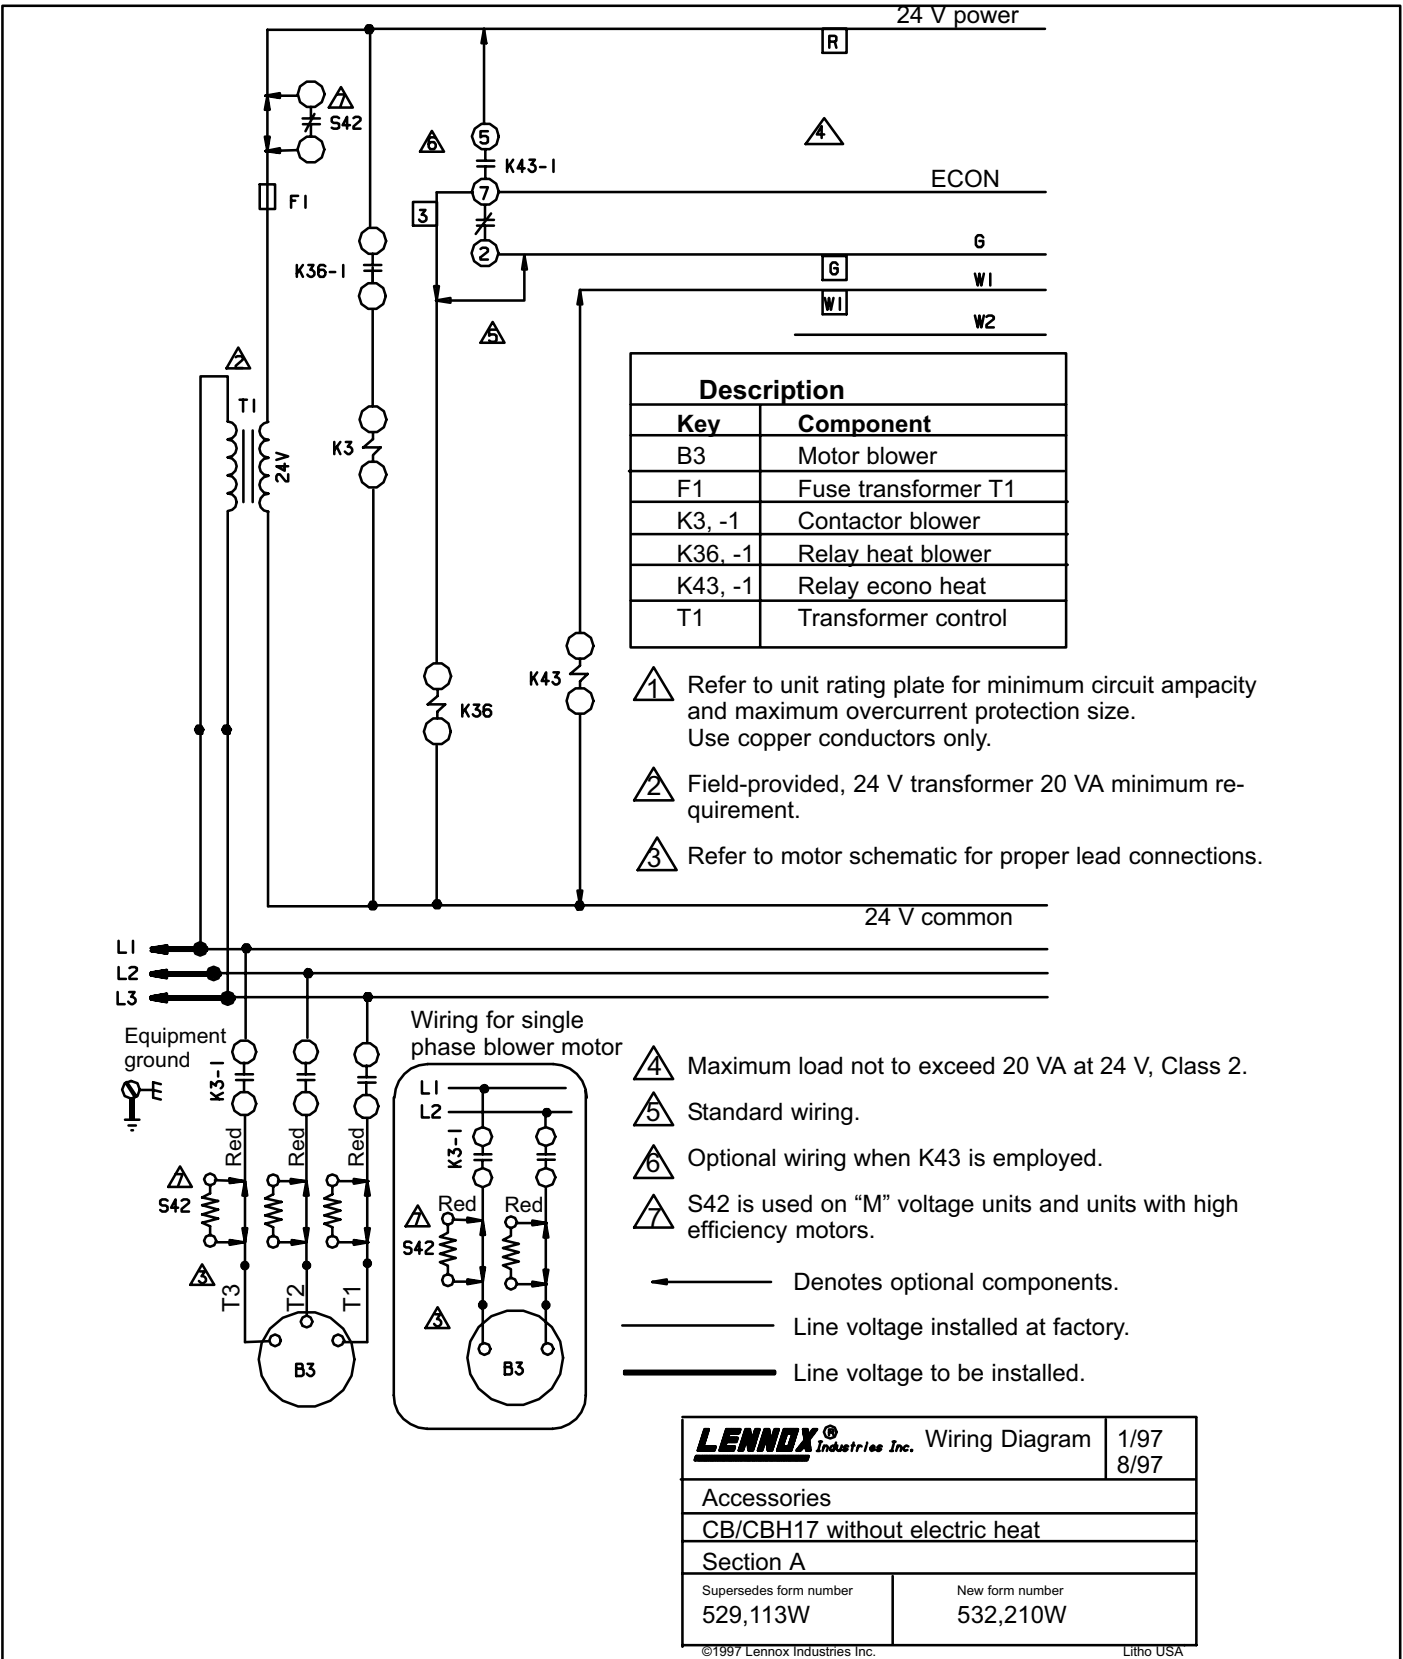 24 V power
R
7
S42
4
6
5
K43-1
ECON
7
F1
3
2
G
K36-1
G
W1
W1
5
W2
2
T1
24V
K3
Description
Key Component
B3 Motor blower
F1 Fuse transformer T1
K3, -1 Contactor blower
K36, -1 Relay heat blower
K43, -1 Relay econo heat
T1 Transformer control
K43
K36
1 Refer to unit rating plate for minimum circuit ampacity
and maximum overcurrent protection size.
Use copper conductors only.
2 Field-provided, 24 V transformer 20 VA minimum re-
quirement.
3 Refer to motor schematic for proper lead connections.
24 V common
L1
L2
L3
Equipment
ground
K3-1
Red
Red
Red
7
S42
3
T3
T2
T1
B3
Wiring for single
phase blower motor
L1
L2
K3-1
Red
Red
7
S42
3
B3
4 Maximum load not to exceed 20 VA at 24 V, Class 2.
5 Standard wiring.
6 Optional wiring when K43 is employed.
7 S42 is used on “M” voltage units and units with high
efficiency motors.
Denotes optional components.
Line voltage installed at factory.
Line voltage to be installed.
LENNOX® Industries Inc. Wiring Diagram 1/97
8/97
Accessories
CB/CBH17 without electric heat
Section A
Supersedes form number New form number
529,113W 532,210W
©1997 Lennox Industries Inc. Litho USA